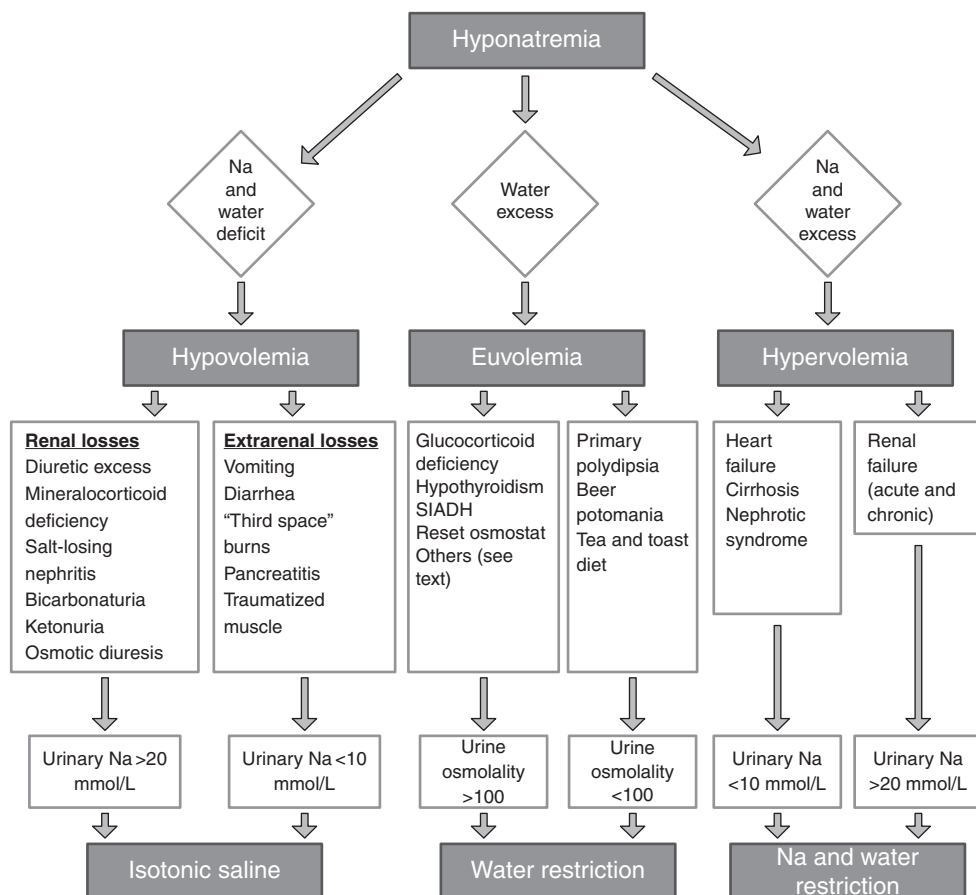 Hyponatremia
Na
and
water
deficit
Water
excess
Na
and
water
excess
Hypovolemia
Euvolemia
Hypervolemia
Renal losses
Diuretic excess
Mineralocorticoid
deficiency
Salt-losing
nephritis
Bicarbonaturia
Ketonuria
Osmotic diuresis
Extrarenal losses
Vomiting
Diarrhea
“Third space”
burns
Pancreatitis
Traumatized
muscle
Glucocorticoid
deficiency
Hypothyroidism
SIADH
Reset osmostat
Others (see
text)
Primary
polydipsia
Beer
potomania
Tea and toast
diet
Heart
failure
Cirrhosis
Nephrotic
syndrome
Renal
failure
(acute and
chronic)
Urinary Na >20
mmol/L
Urinary Na <10
mmol/L
Urine
osmolality
>100
Urine
osmolality
<100
Urinary Na
<10 mmol/L
Urinary Na
>20 mmol/L
Isotonic saline
Water restriction
Na and water
restriction